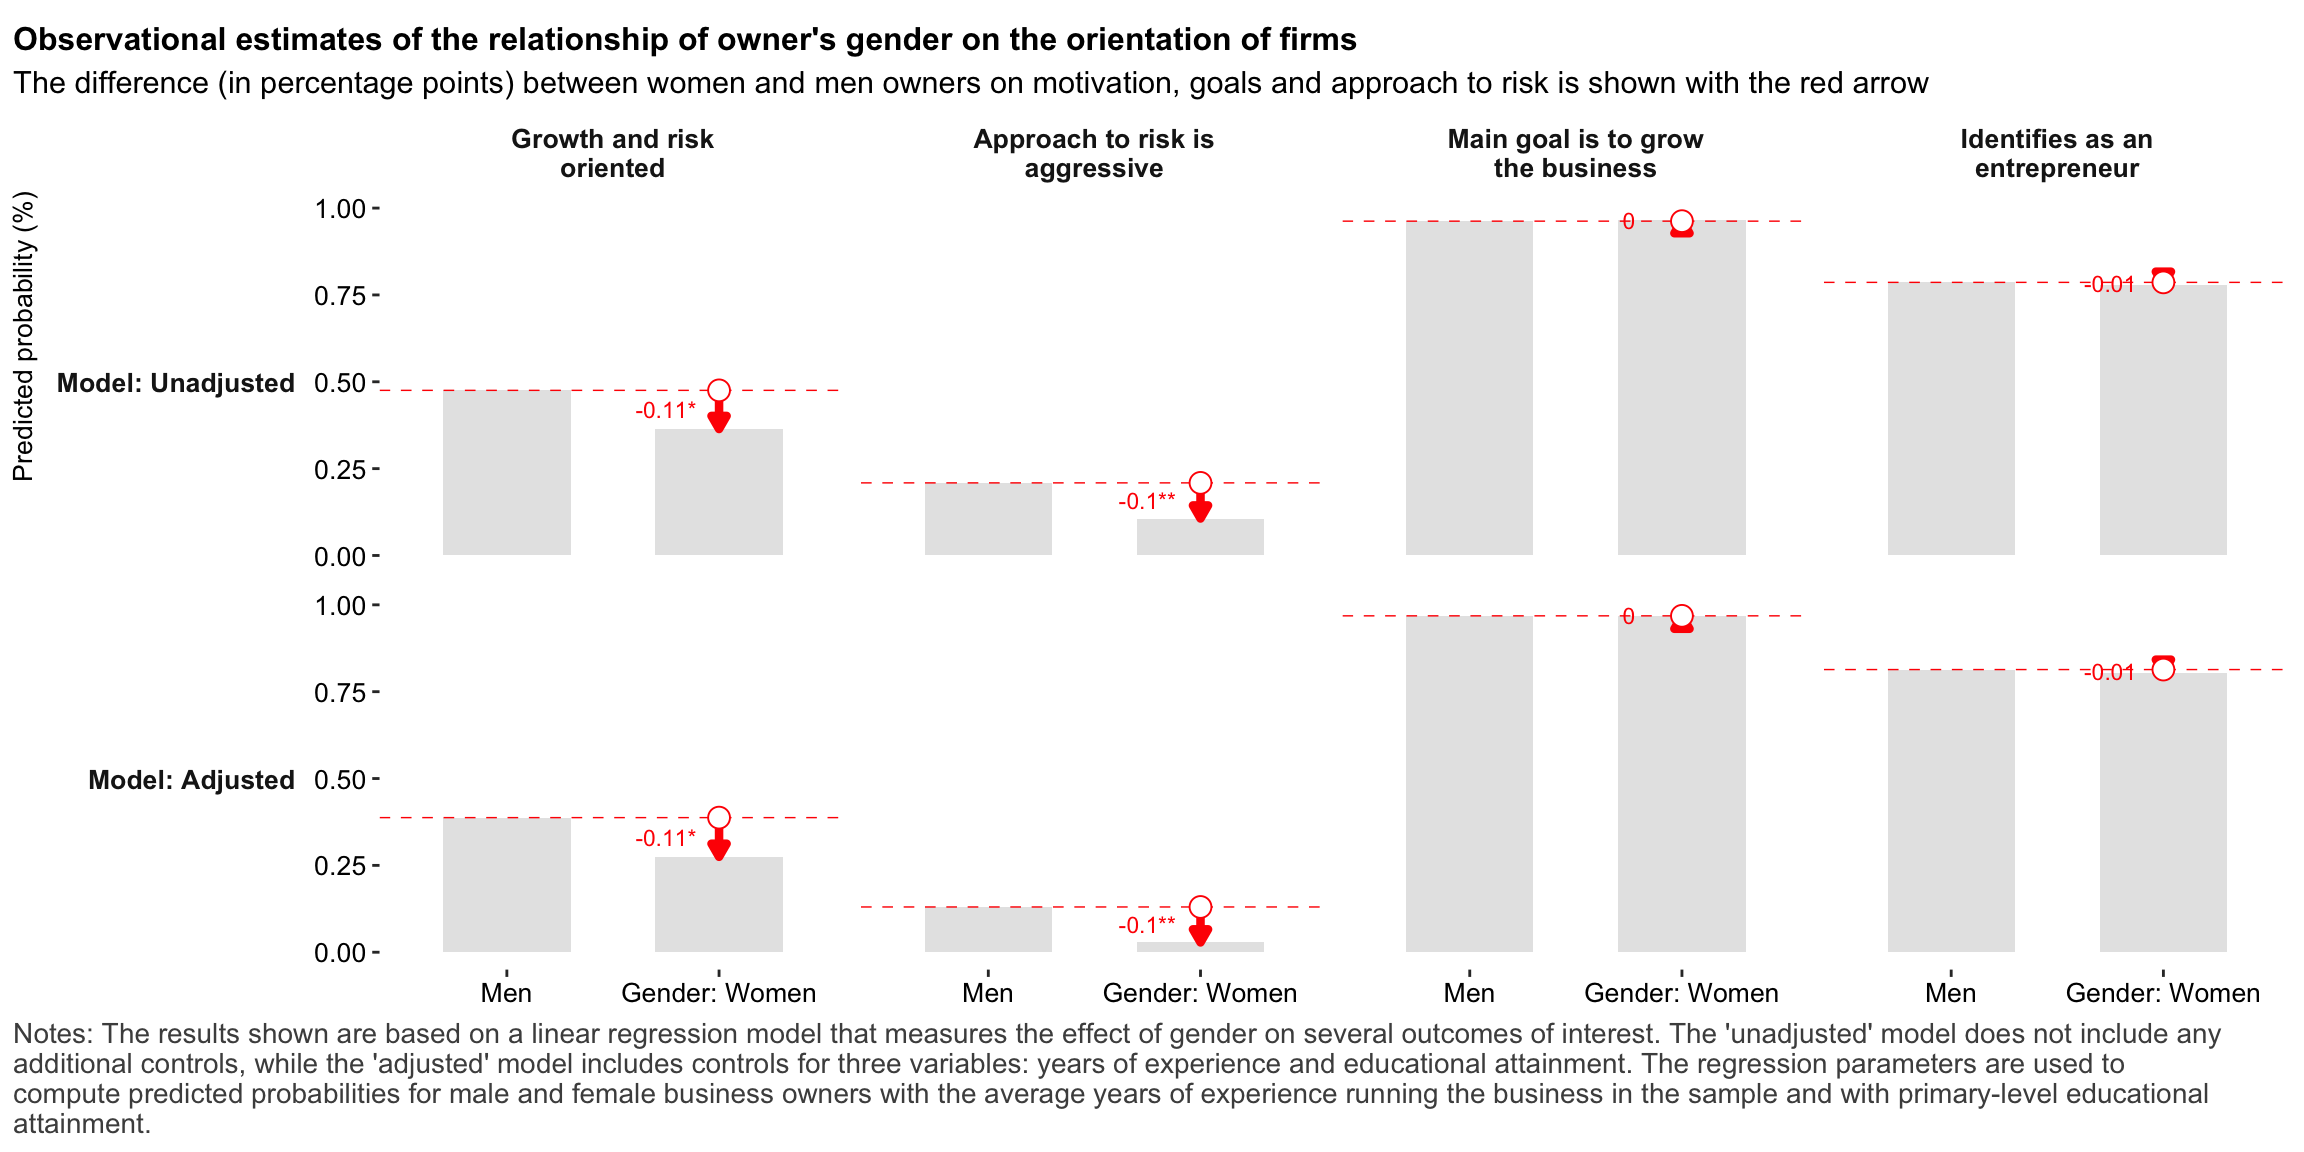 Observational estimates of the relationship of owner's gender on the orientation of firms
The difference (in percentage points) between women and men owners on motivation, goals and approach to risk is shown with the red arrow
Growth and risk
oriented
Approach to risk is
aggressive
Main goal is to grow
the business
Identifies as an
entrepreneur
Predicted probability (%)
Model: Unadjusted
1.00
0.75
0.50
0.25
0.00
-0.11*
-0.1**
0
-0.01
Model: Adjusted
1.00
0.75
0.50
0.25
0.00
-0.11*
-0.1**
0
-0.01
Men
Gender: Women
Men
Gender: Women
Men
Gender: Women
Men
Gender: Women
Notes: The results shown are based on a linear regression model that measures the effect of gender on several outcomes of interest. The 'unadjusted' model does not include any
additional controls, while the 'adjusted' model includes controls for three variables: years of experience and educational attainment. The regression parameters are used to
compute predicted probabilities for male and female business owners with the average years of experience running the business in the sample and with primary-level educational
attainment.